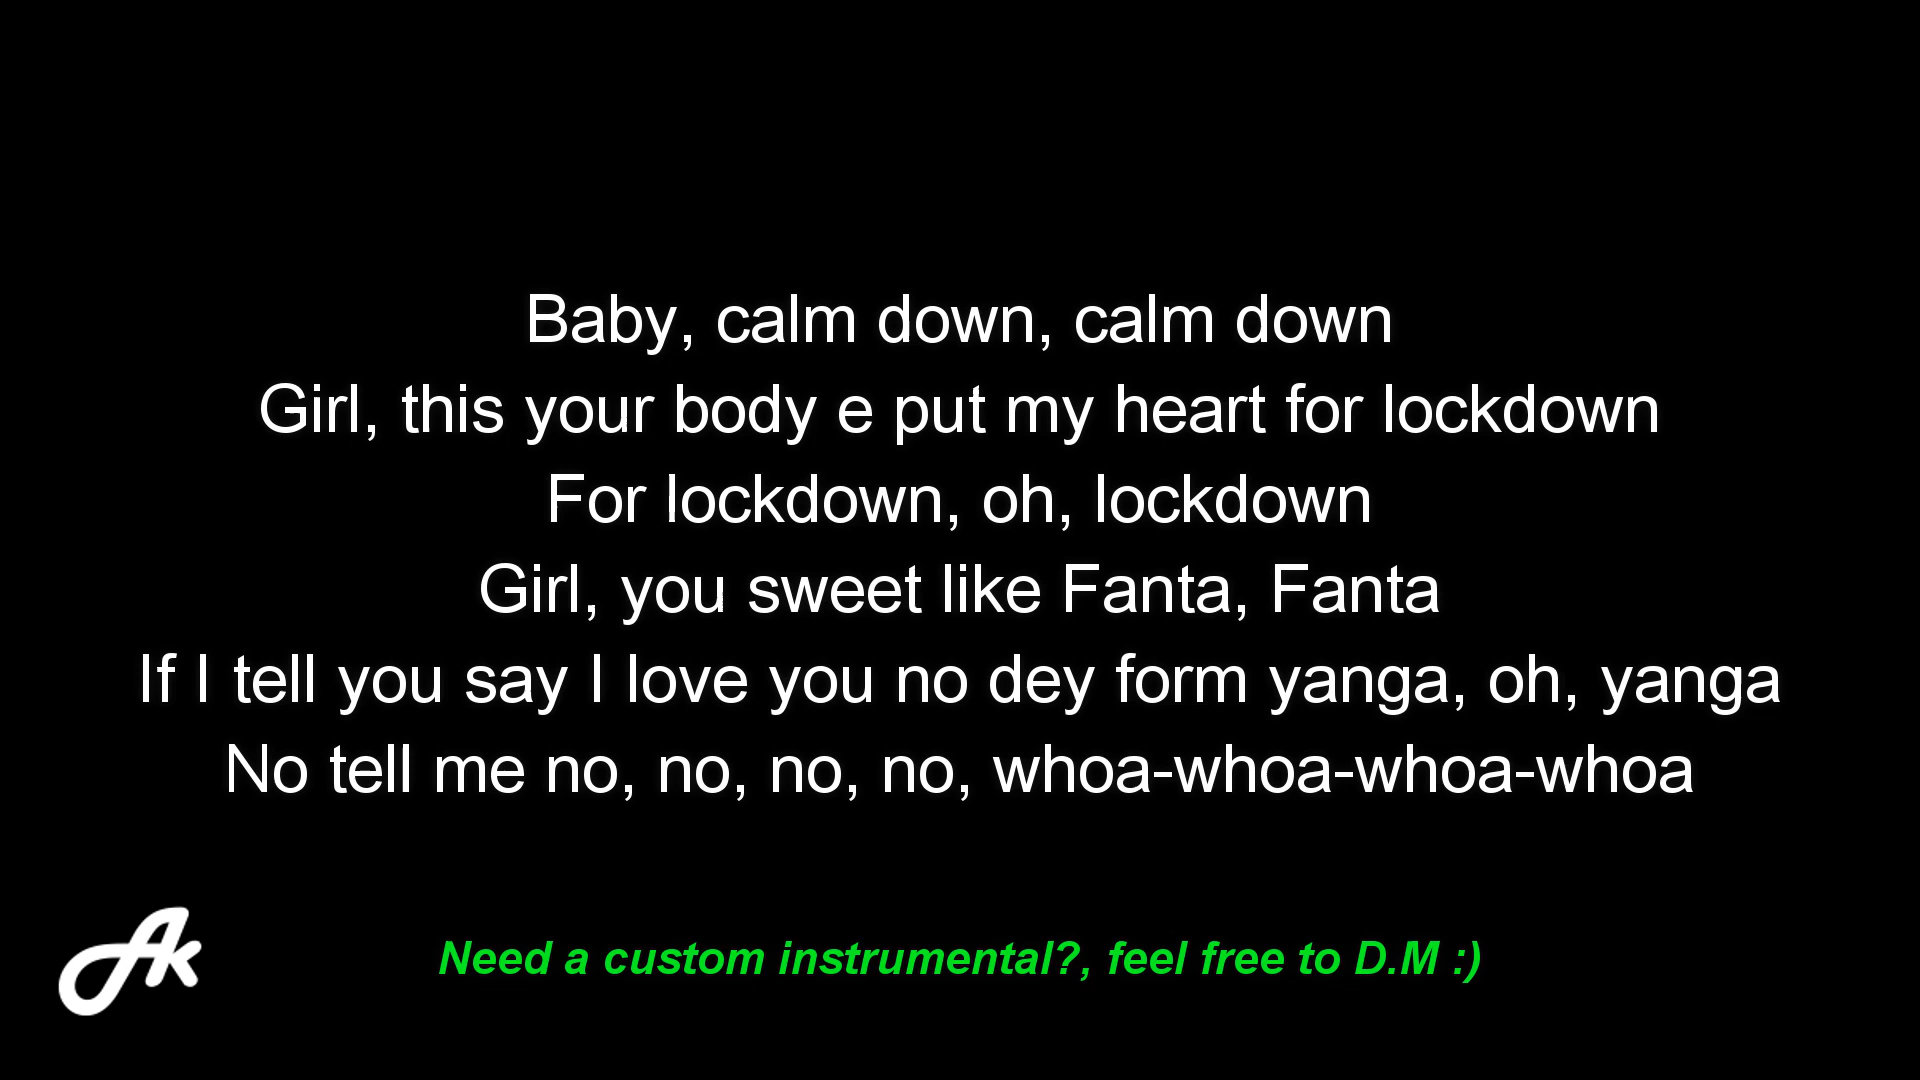 Baby, calm down, calm down
Girl, this your body e put my heart for lockdown
For lockdown, oh, lockdown
Girl, you sweet like Fanta, Fanta
If I tell you say I love you no dey form yanga, oh, yanga
No tell me no, no, no, no, whoa-whoa-whoa-whoa
Ak
Need a custom instrumental?, feel free to D.M :)